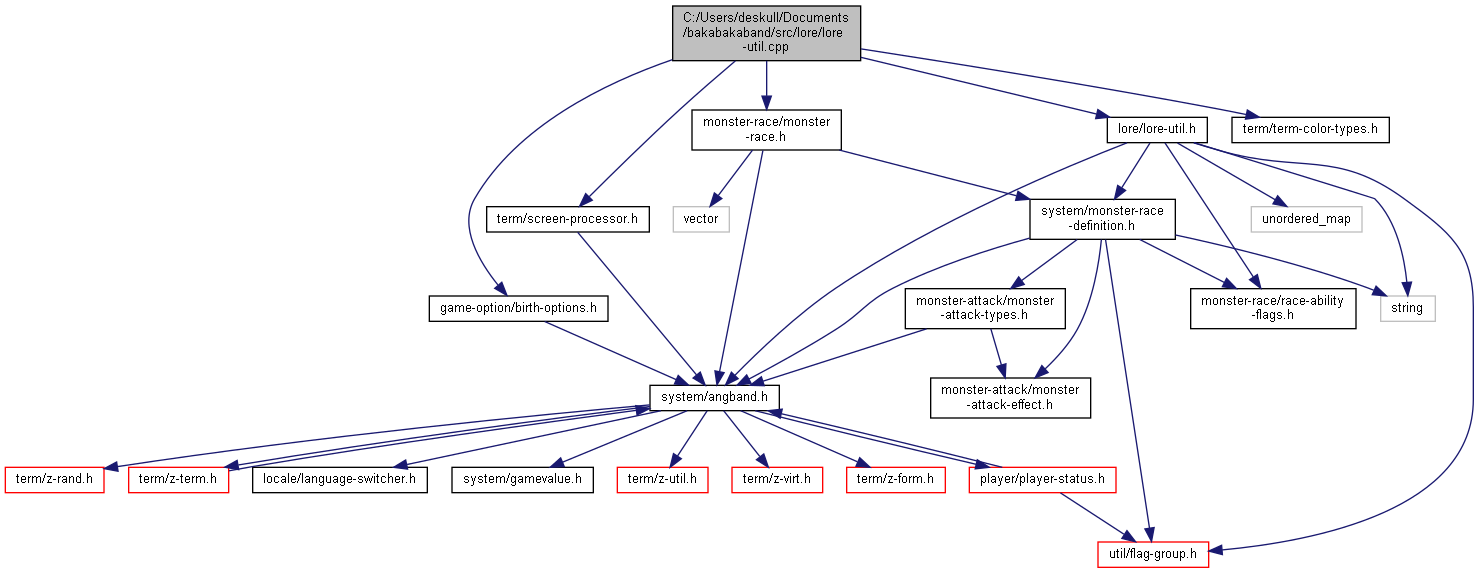 C:/Users/deskull/Documents
/bakabakaband/src/lore/lore
-util.cpp
monster-race/monster
-race.h
lore/lore-util.h
term/term-color-types.h
term/screen-processor.h
vector
system/monster-race
-definition.h
unordered_map
game-option/birth-options.h
monster-attack/monster
-attack-types.h
monster-race/race-ability
-flags.h
string
system/angband.h
monster-attack/monster
-attack-effect.h
term/z-rand.h
term/z-term.h
locale/language-switcher.h
system/gamevalue.h
term/z-util.h
term/z-virt.h
term/z-form.h
player/player-status.h
util/flag-group.h